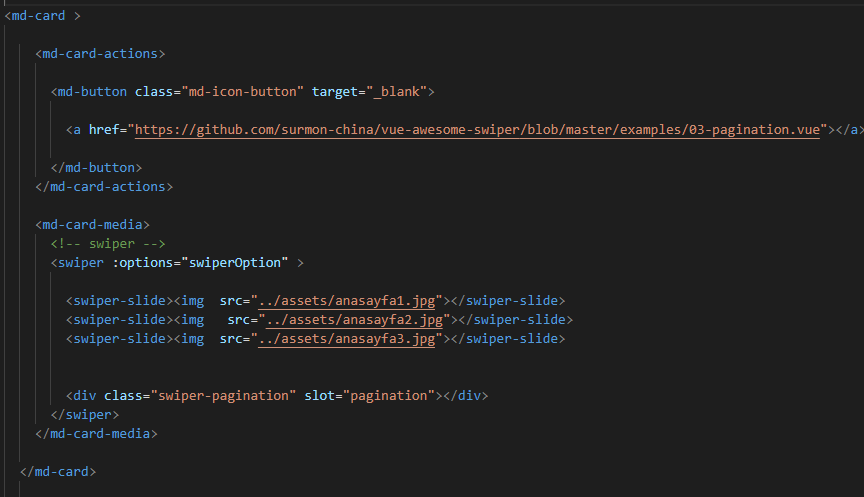 <md-card >
<md-card-actions>
<md-button class="md-icon-button" target="_blank">
<a href="https://github.com/surmon-china/vue-awesome-swiper/blob/master/examples/03-pagination.vue"></a>
</md-button>
</md-card-actions>
<md-card-media>
<!-- swiper -->
<swiper :options="swiperOption" >
<swiper-slide><img  src="../assets/anasayfa1.jpg"></swiper-slide>
<swiper-slide><img   src="../assets/anasayfa2.jpg"></swiper-slide>
<swiper-slide><img  src="../assets/anasayfa3.jpg"></swiper-slide>
<div class="swiper-pagination" slot="pagination"></div>
</swiper>
</md-card-media>
</md-card>